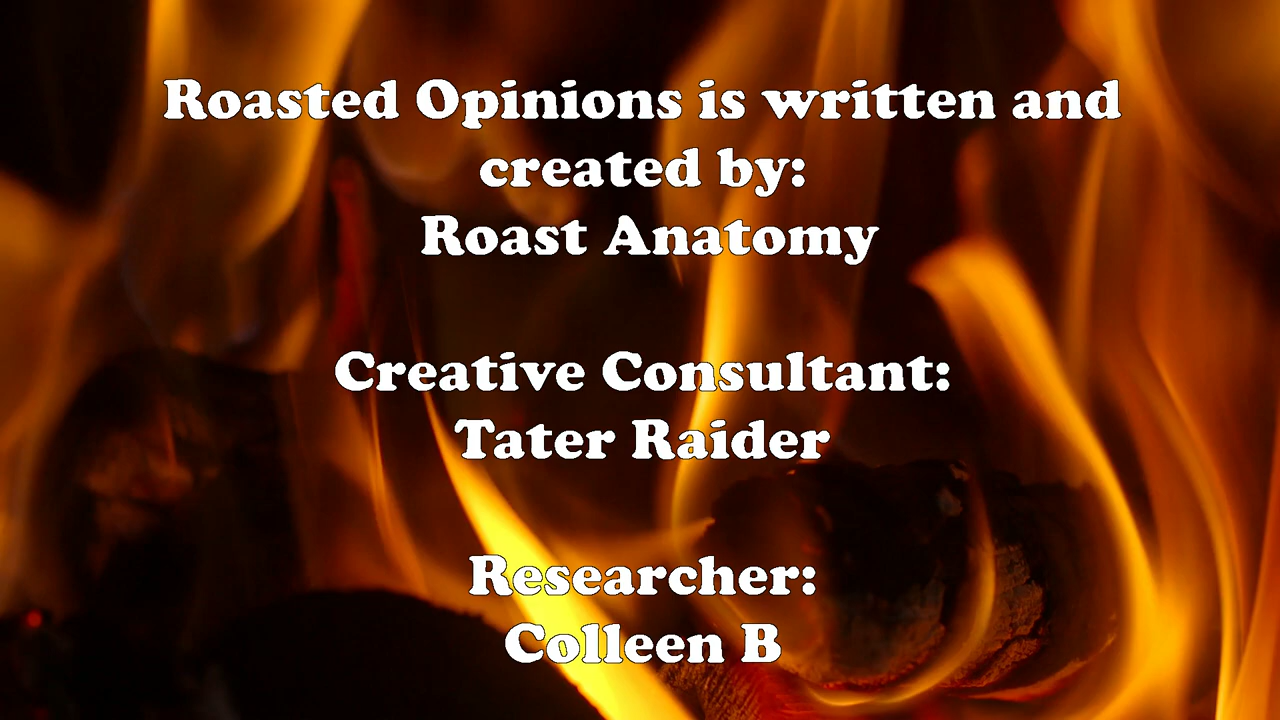 Roasted Opinions is written and
created by:
Roast Anatomy
Creative Consultant:
Tater Raider
Researcher:
Colleen B